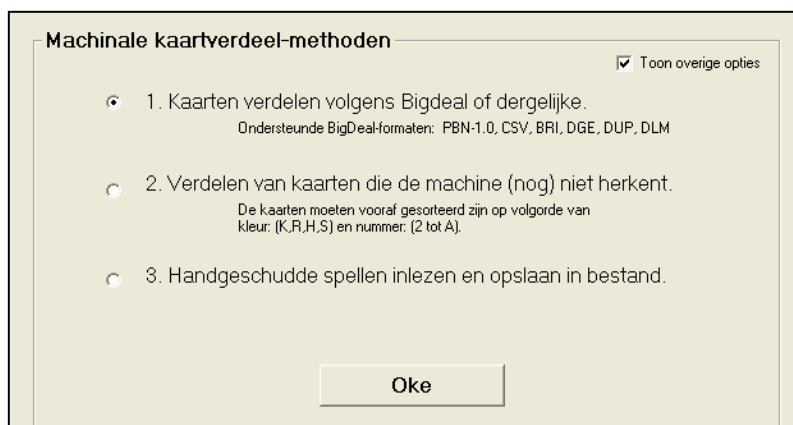 Machinale kaartverdeel-methoden
Toon overige opties
1. Kaarten verdelen volgens Bigdeal of dergelijke.
Ondersteunde BigDeal-formaten: PBN-1.0, CSV, BRI, DGE, DUP, DLM
2. Verdelen van kaarten die de machine (nog) niet herkent.
De kaarten moeten vooraf gesorteerd zijn op volgorde van
kleur: (K,R,H,S) en nummer: (2 tot A).
3. Handgeschudde spellen inlezen en opslaan in bestand.
Oke